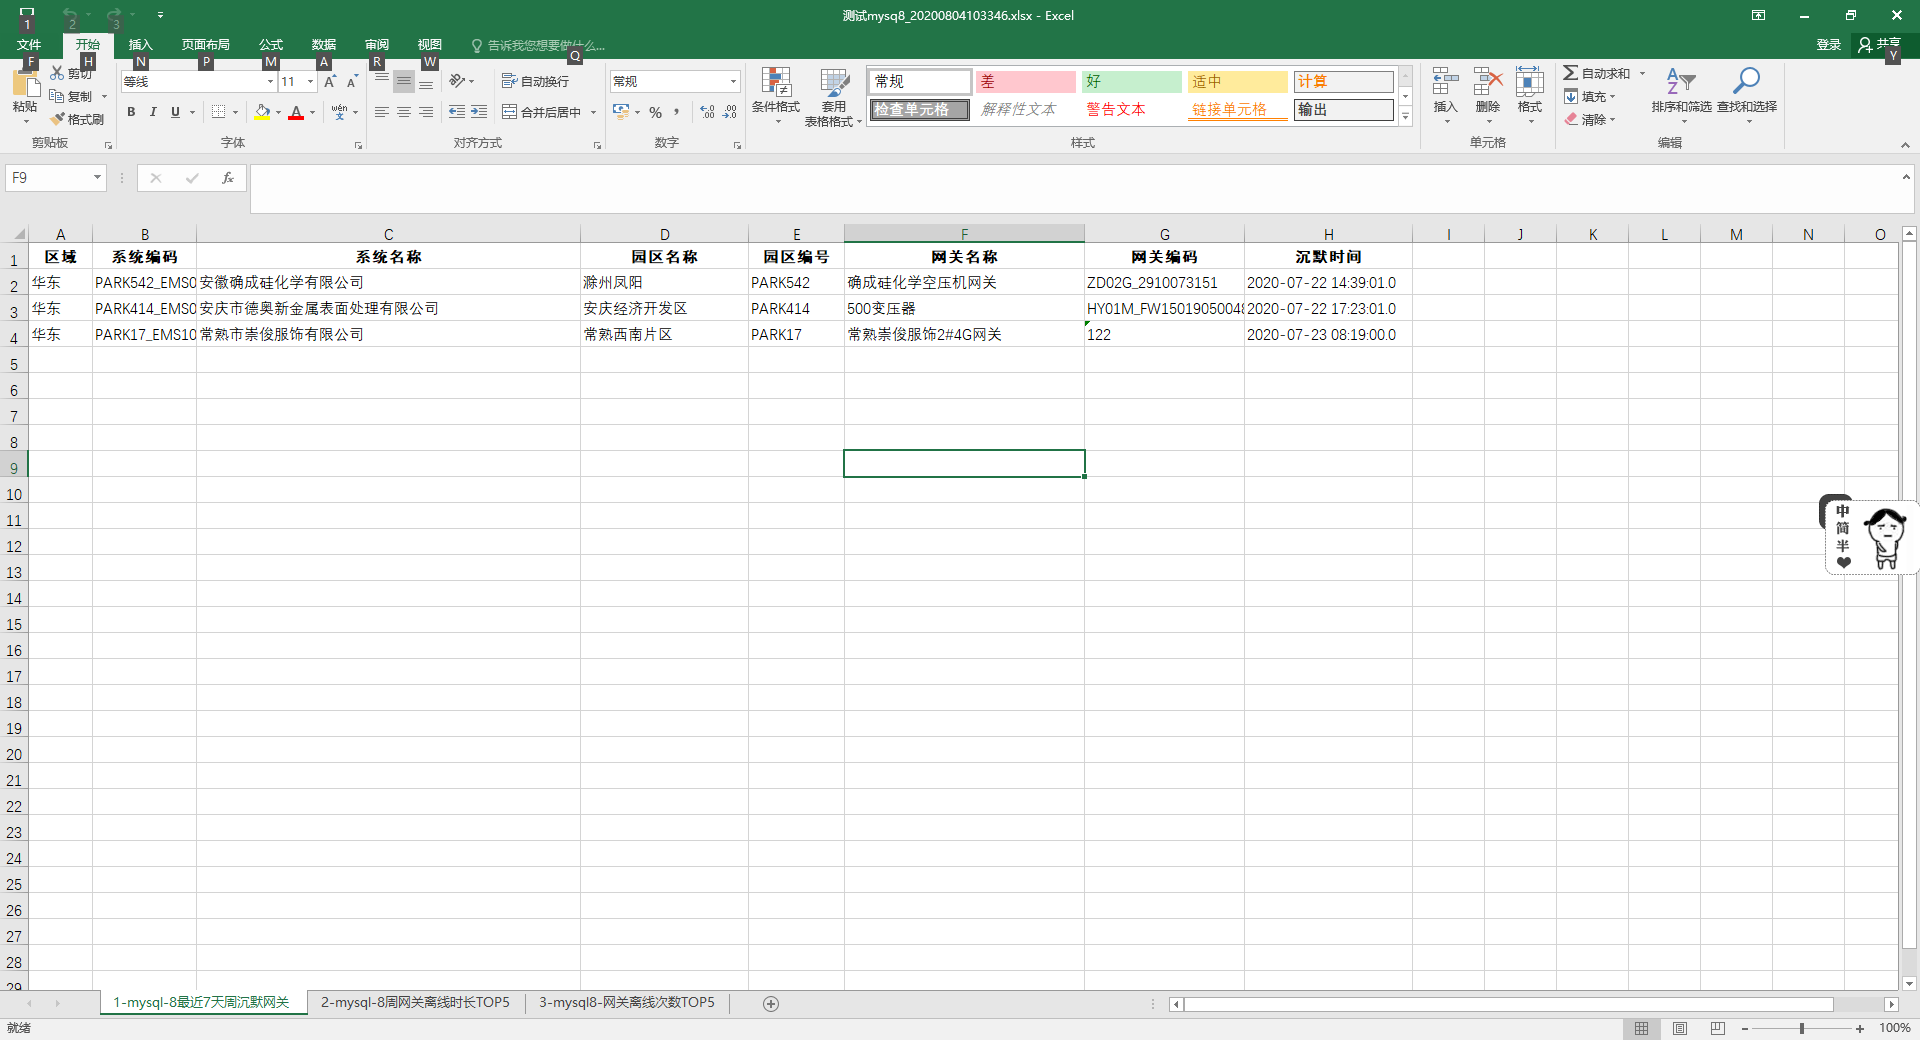 测试mysq8_20200804103346.xlsx - Excel
1 2 3
文件 开始 插入 页面布局 公式 数据 审阅 视图 告诉我您想要做什么... 登录 共享
F H N P M A R W Q Y
粘贴 剪切 复制 格式刷 剪贴板
等线 11 A A B I U A wén 字体
自动换行 合并后居中 对齐方式
常规 % , .0 .00 数字
条件格式 套用 表格格式
常规 差 好 适中 计算
检查单元格 解释性文本 警告文本 链接单元格 输出
样式
插入 删除 格式 单元格
自动求和 填充 清除 排序和筛选 查找和选择 编辑
F9 fx
A B C D E F G H I J K L M N O
1 区域 系统编码 系统名称 园区名称 园区编号 网关名称 网关编码 沉默时间
2 华东 PARK542_EMS0 安徽确成硅化学有限公司 滁州凤阳 PARK542 确成硅化学空压机网关 ZD02G_2910073151 2020-07-22 14:39:01.0
3 华东 PARK414_EMS0 安庆市德奥新金属表面处理有限公司 安庆经济开发区 PARK414 500变压器 HY01M_FW15019050048 2020-07-22 17:23:01.0
4 华东 PARK17_EMS10 常熟市崇俊服饰有限公司 常熟西南片区 PARK17 常熟崇俊服饰2#4G网关 122 2020-07-23 08:19:00.0
5
6
7
8
9
10
11
12
13
14
15
16
17
18
19
20
21
22
23
24
25
26
27
28
29
中
简
半
1-mysql-8最近7天周沉默网关 2-mysql-8周网关离线时长TOP5 3-mysql8-网关离线次数TOP5
就绪 100%